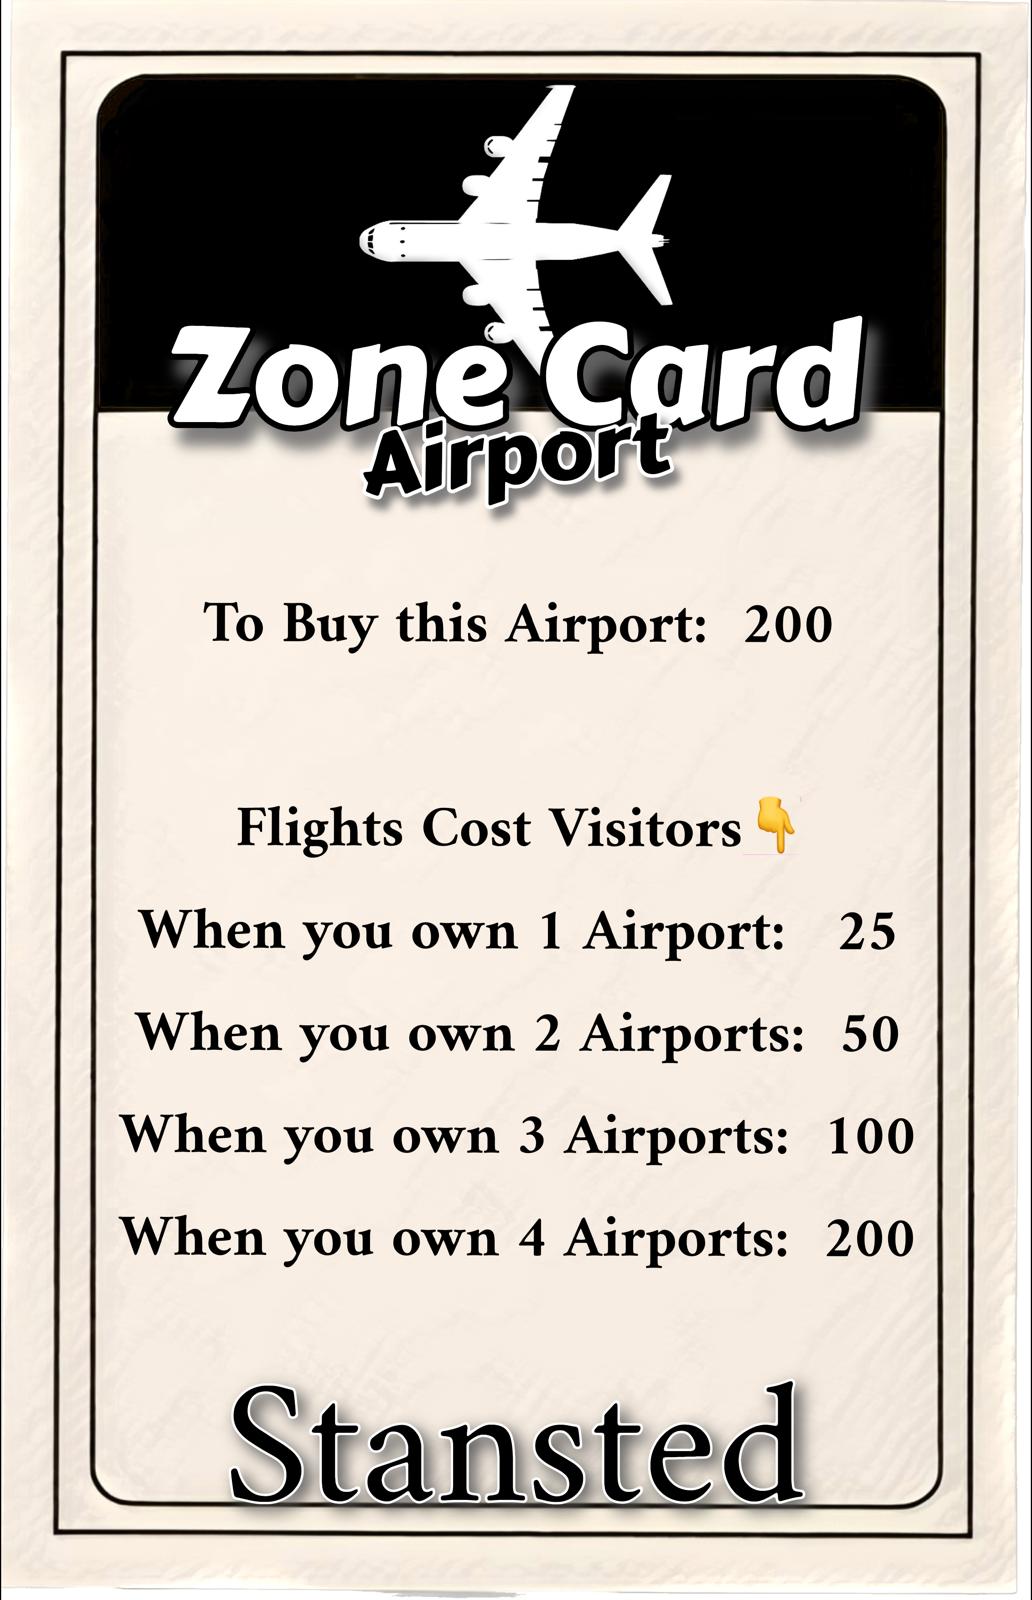 Zone Card
Airport
To Buy this Airport: 200
Flights Cost Visitors👇
When you own 1 Airport: 25
When you own 2 Airports: 50
When you own 3 Airports: 100
When you own 4 Airports: 200
Stansted